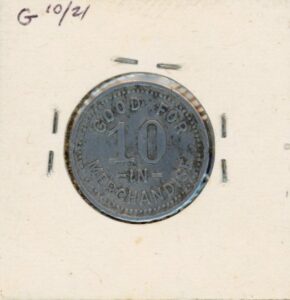 G 10/21
GOOD FOR
10
-IN-
MERCHANDISE